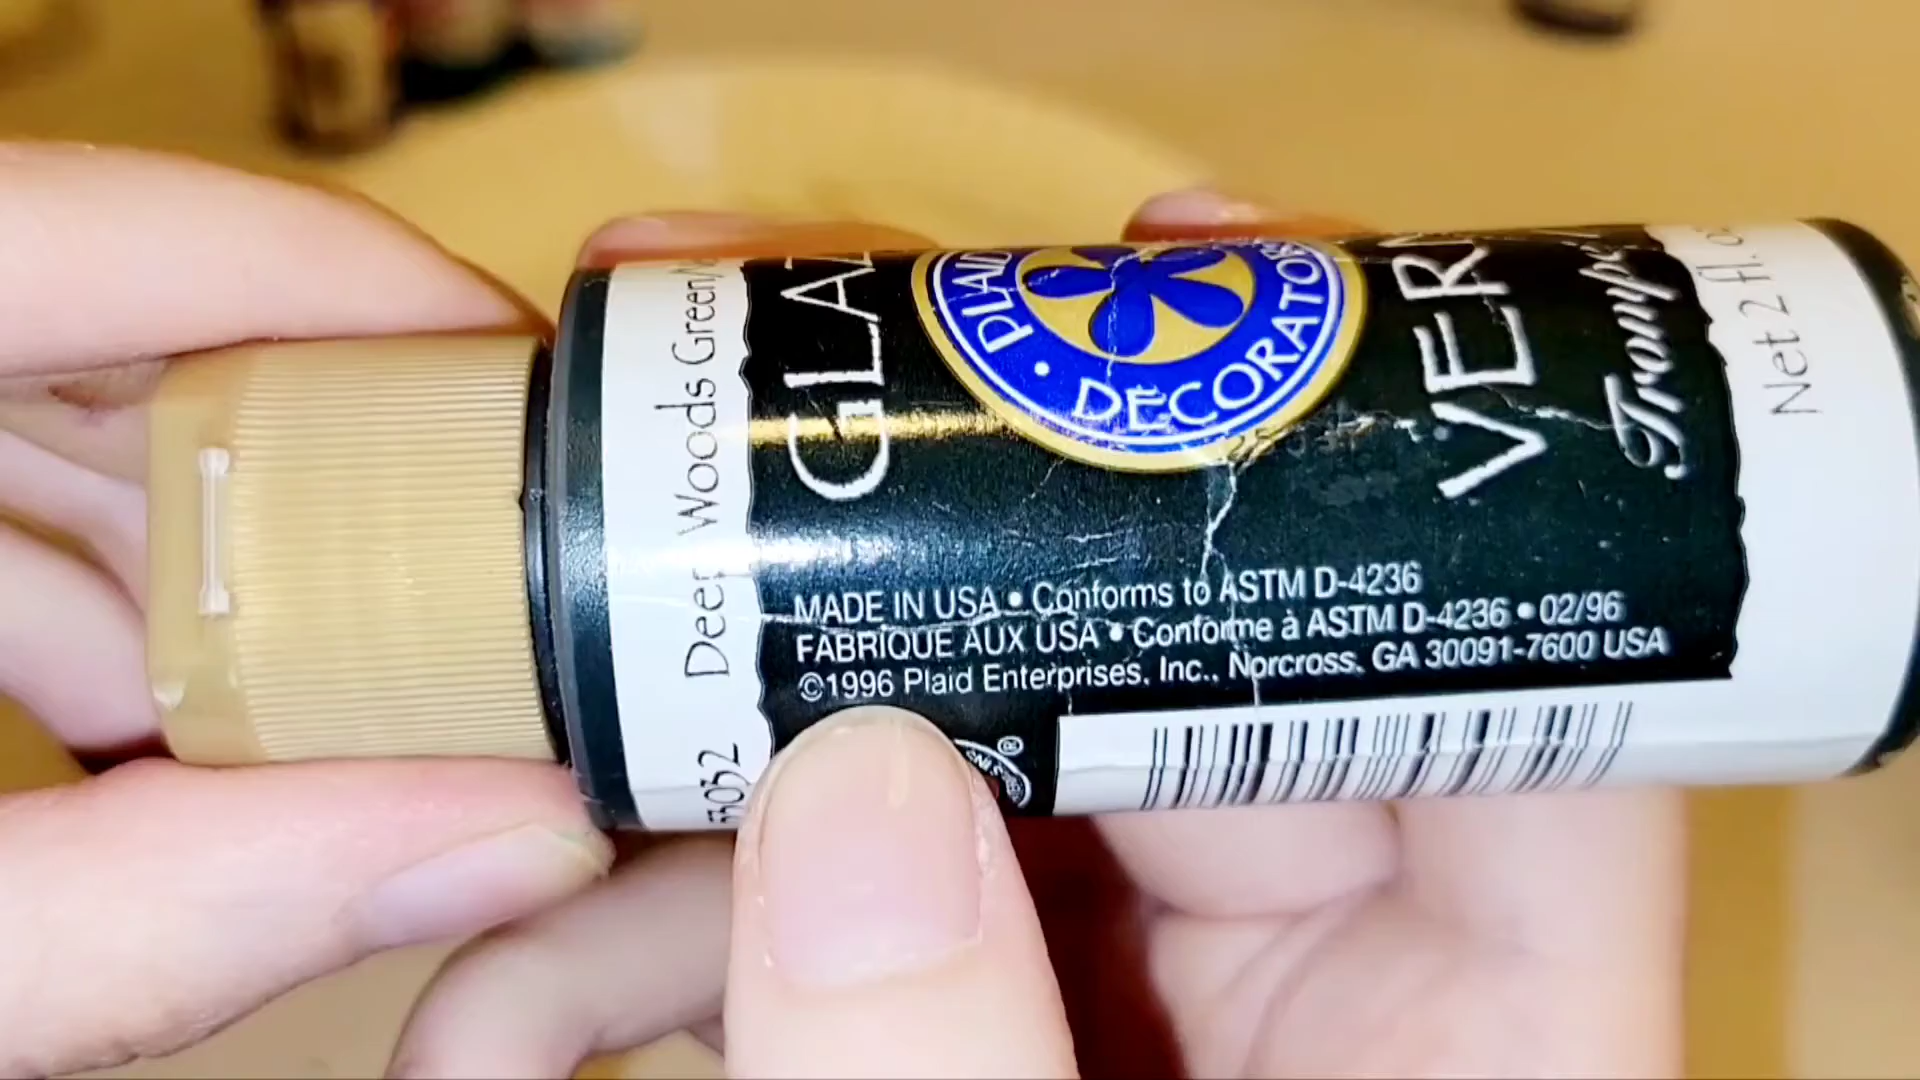 Deep Woods Green
PLAID
DECORATOR
MADE IN USA • Conforms to ASTM D-4236
FABRIQUE AUX USA • Conforme à ASTM D-4236 • 02/96
©1996 Plaid Enterprises, Inc., Norcross, GA 30091-7600 USA
Net 2 fl.
®